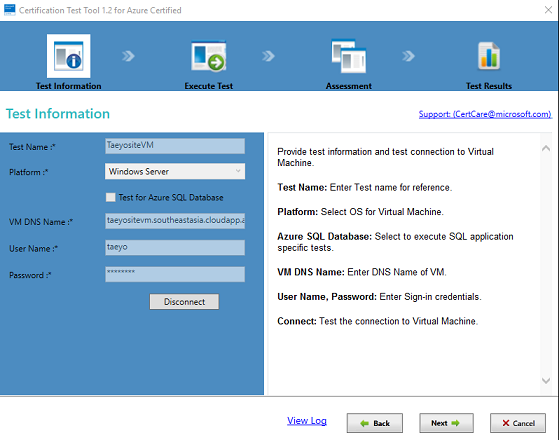 Certification Test Tool 1.2 for Azure Certified
Test Information
Execute Test
Assessment
Test Results
Test Information
Support: (CertCare@microsoft.com)
Test Name :*
TaeyositeVM
Platform :*
Windows Server
Test for Azure SQL Database
VM DNS Name :*
taeyositevm.southeastasia.cloudapp.a
User Name :*
taeyo
Password :*
********
Disconnect
Provide test information and test connection to Virtual
Machine.
Test Name: Enter Test name for reference.
Platform: Select OS for Virtual Machine.
Azure SQL Database: Select to execute SQL application
specific tests.
VM DNS Name: Enter DNS Name of VM.
User Name, Password: Enter Sign-in credentials.
Connect: Test the connection to Virtual Machine.
View Log
Back
Next
Cancel